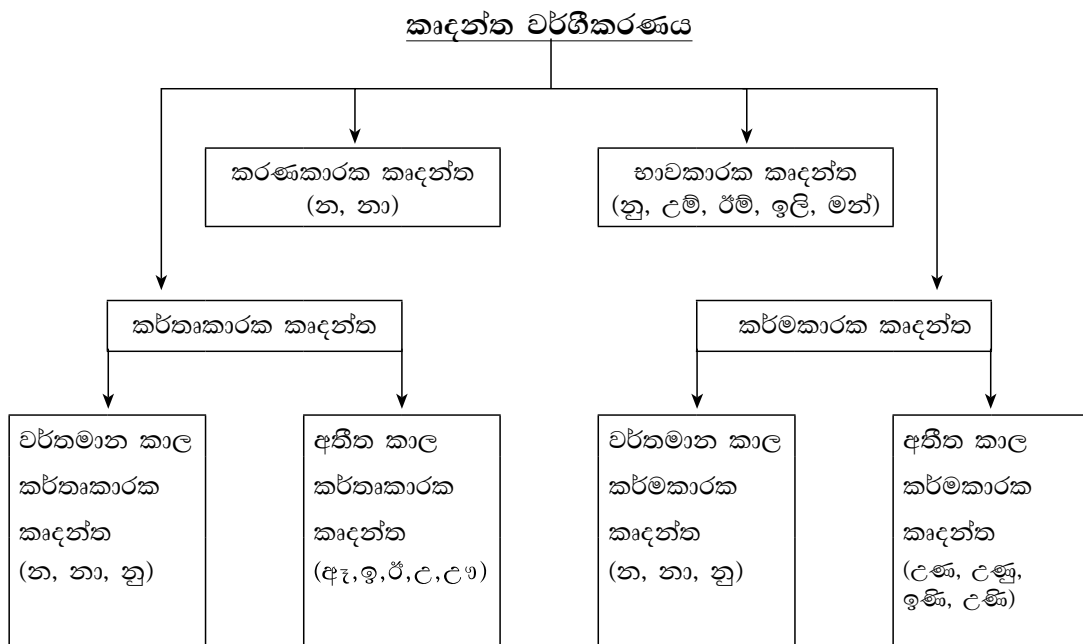 කෘදන්ත වර්ගීකරණය
කරණකාරක කෘදන්ත
(න, නා)
භාවකාරක කෘදන්ත
(නු, උම්, ඊම්, ඉලි, මන්)
කර්තෘකාරක කෘදන්ත
කර්මකාරක කෘදන්ත
වර්තමාන කාල
කර්තෘකාරක
කෘදන්ත
(න, නා, නු)
අතීත කාල
කර්තෘකාරක
කෘදන්ත
(ඈ,ඉ,ඊ,උ,ඌ)
වර්තමාන කාල
කර්මකාරක
කෘදන්ත
(න, නා, නු)
අතීත කාල
කර්මකාරක
කෘදන්ත
(උණ, උණු,
ඉණි, උණි)